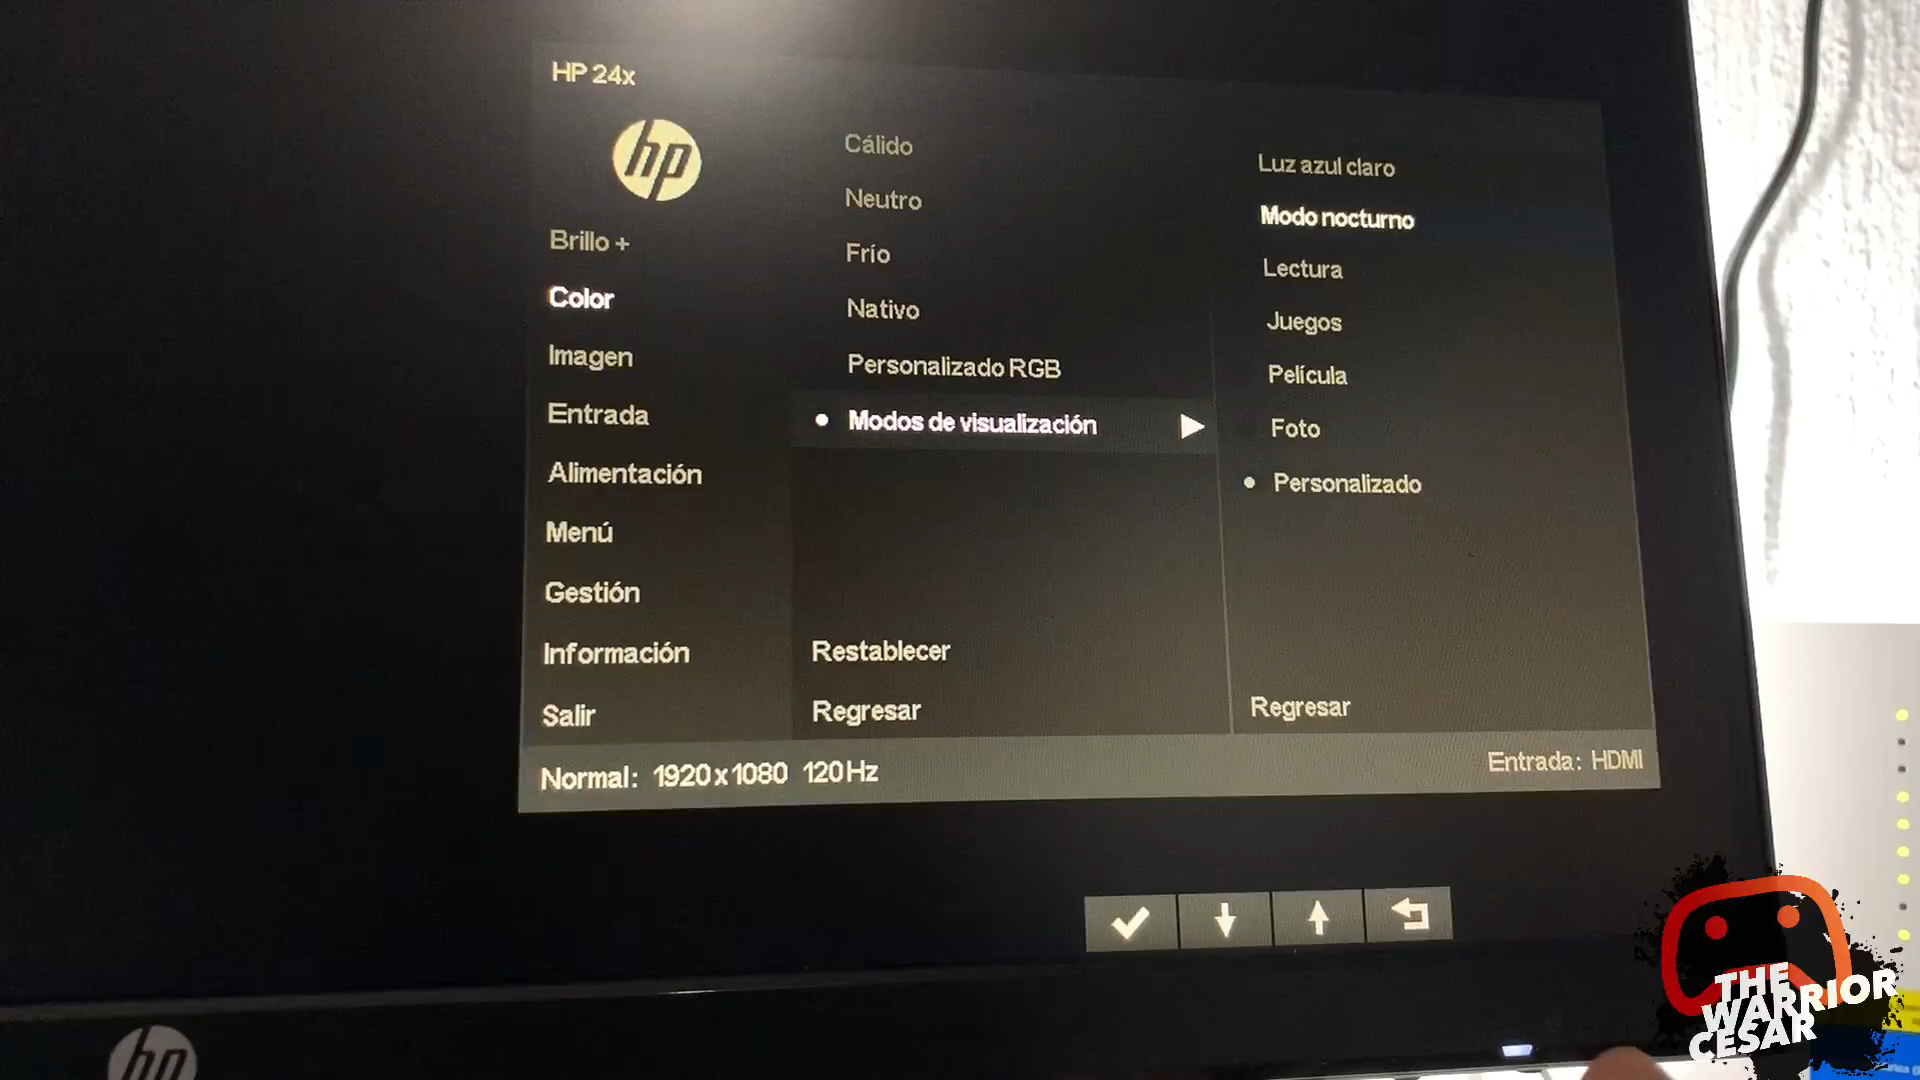 HP 24x
hp
Brillo +
Color
Imagen
Entrada
Alimentación
Menú
Gestión
Información
Salir
Cálido
Neutro
Frío
Nativo
Personalizado RGB
Modos de visualización
Restablecer
Regresar
Luz azul claro
Modo nocturno
Lectura
Juegos
Película
Foto
Personalizado
Regresar
Normal: 1920x1080 120Hz
Entrada: HDMI
hp
THE
WARRIOR
CESAR